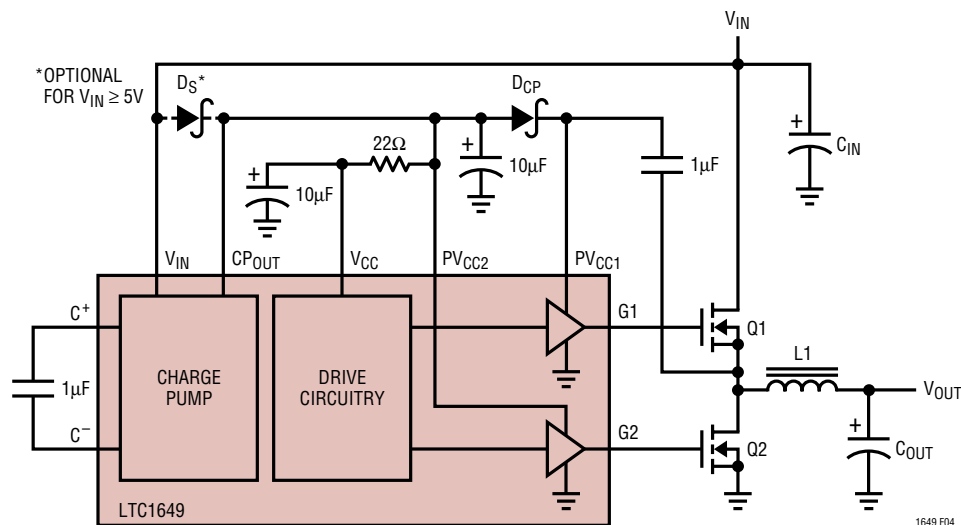 V_IN
*OPTIONAL
FOR V_IN ≥ 5V
D_S*
D_CP
+
C_IN
22Ω
+
10µF
+
10µF
1µF
V_IN
CP_OUT
V_CC
PV_CC2
PV_CC1
C+
G1
Q1
L1
1µF
CHARGE
PUMP
DRIVE
CIRCUITRY
V_OUT
C−
G2
Q2
+
C_OUT
LTC1649
1649 F04